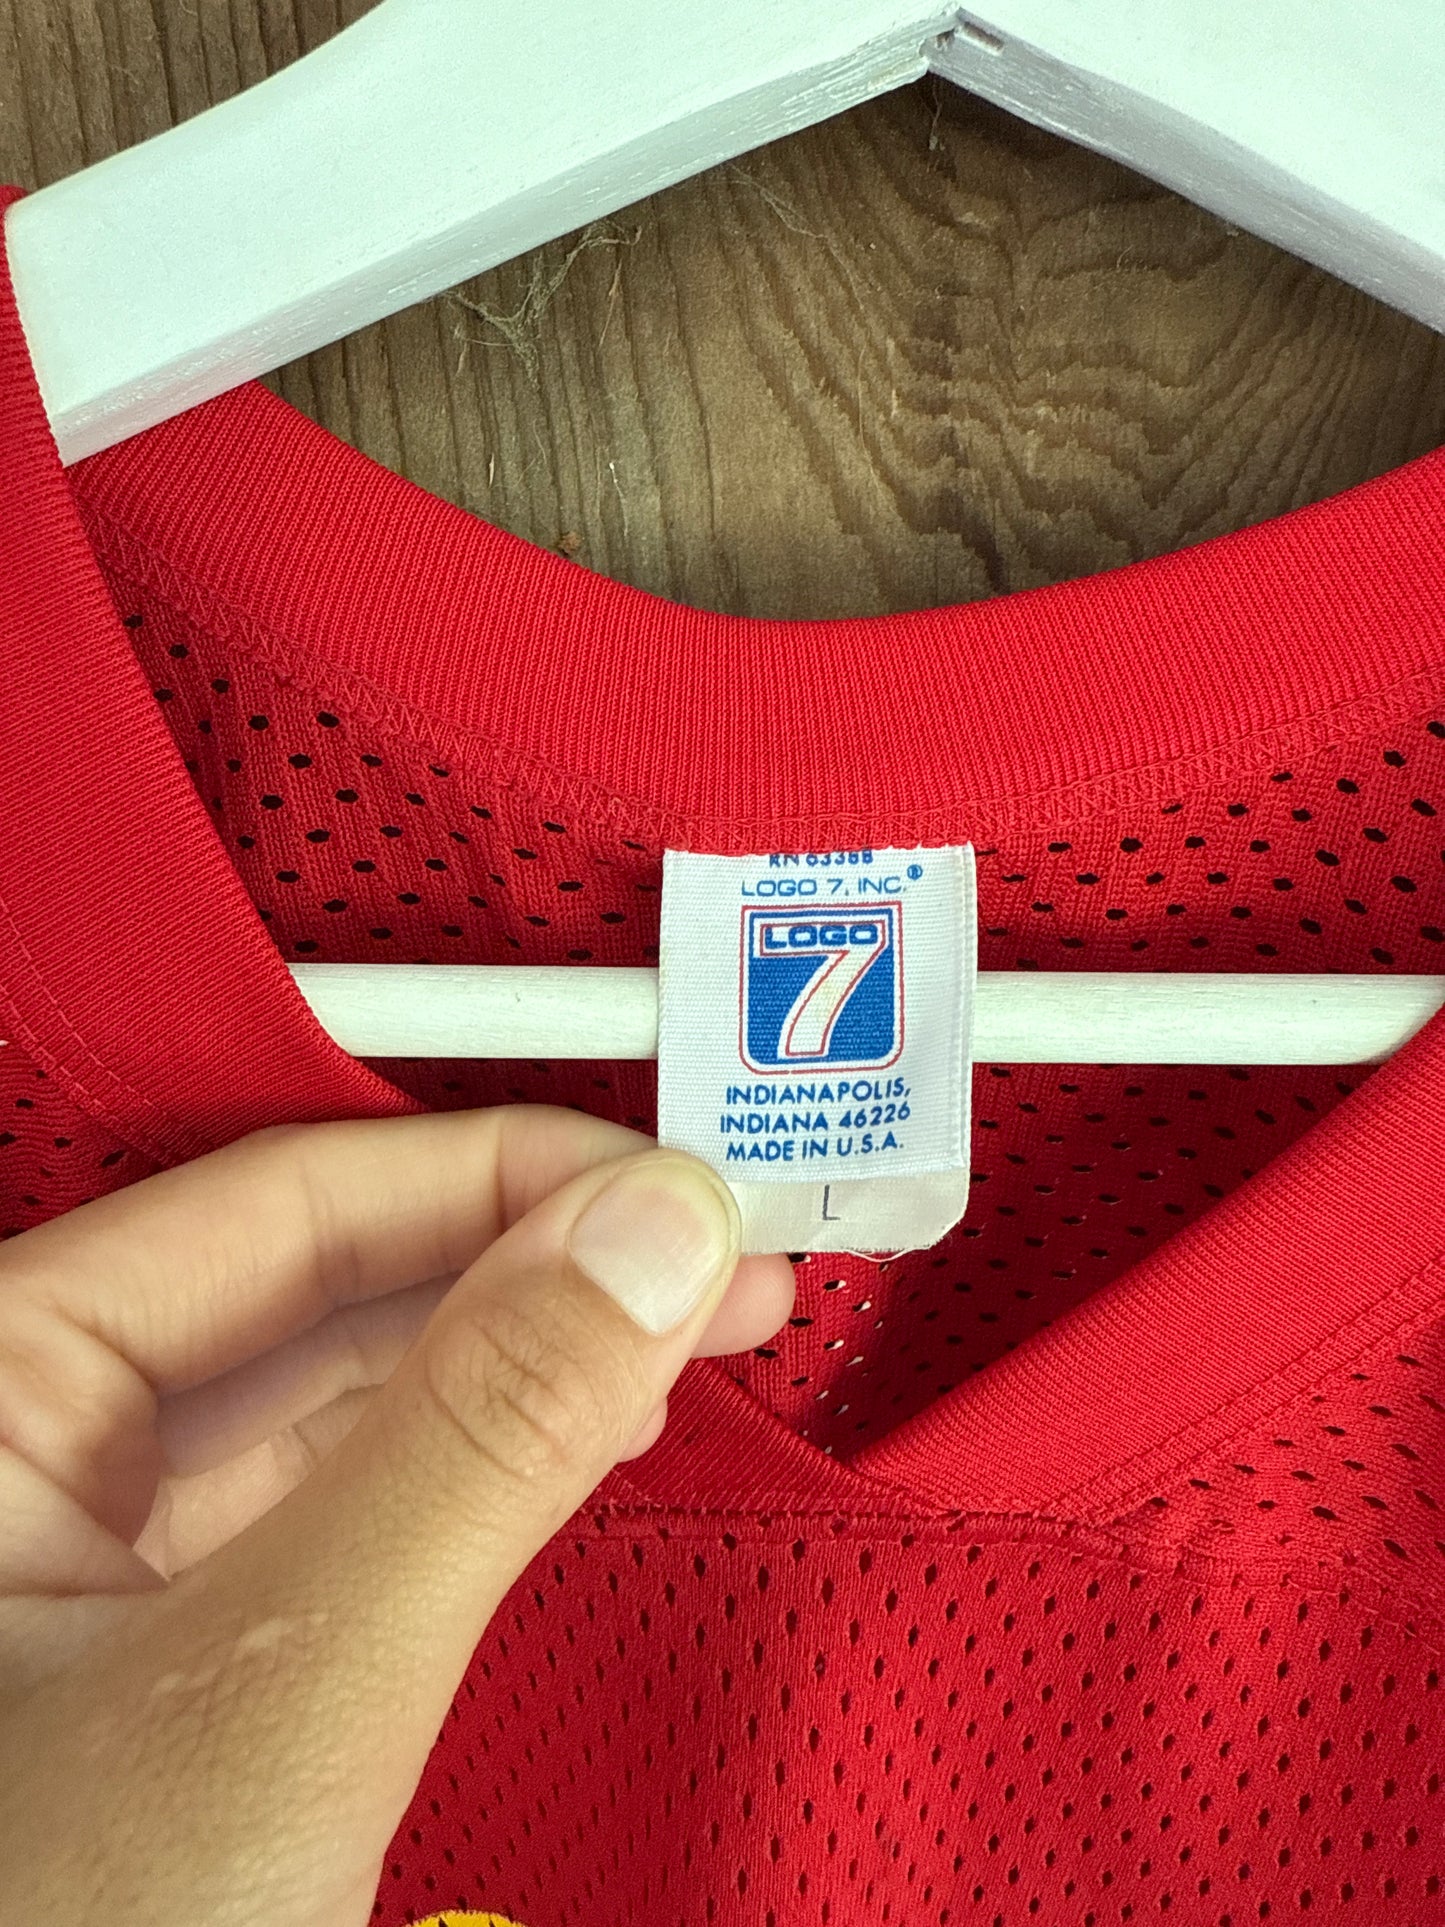 RN 63388
LOGO 7, INC.®
LOGO
7
INDIANAPOLIS,
INDIANA 46226
MADE IN U.S.A.
L